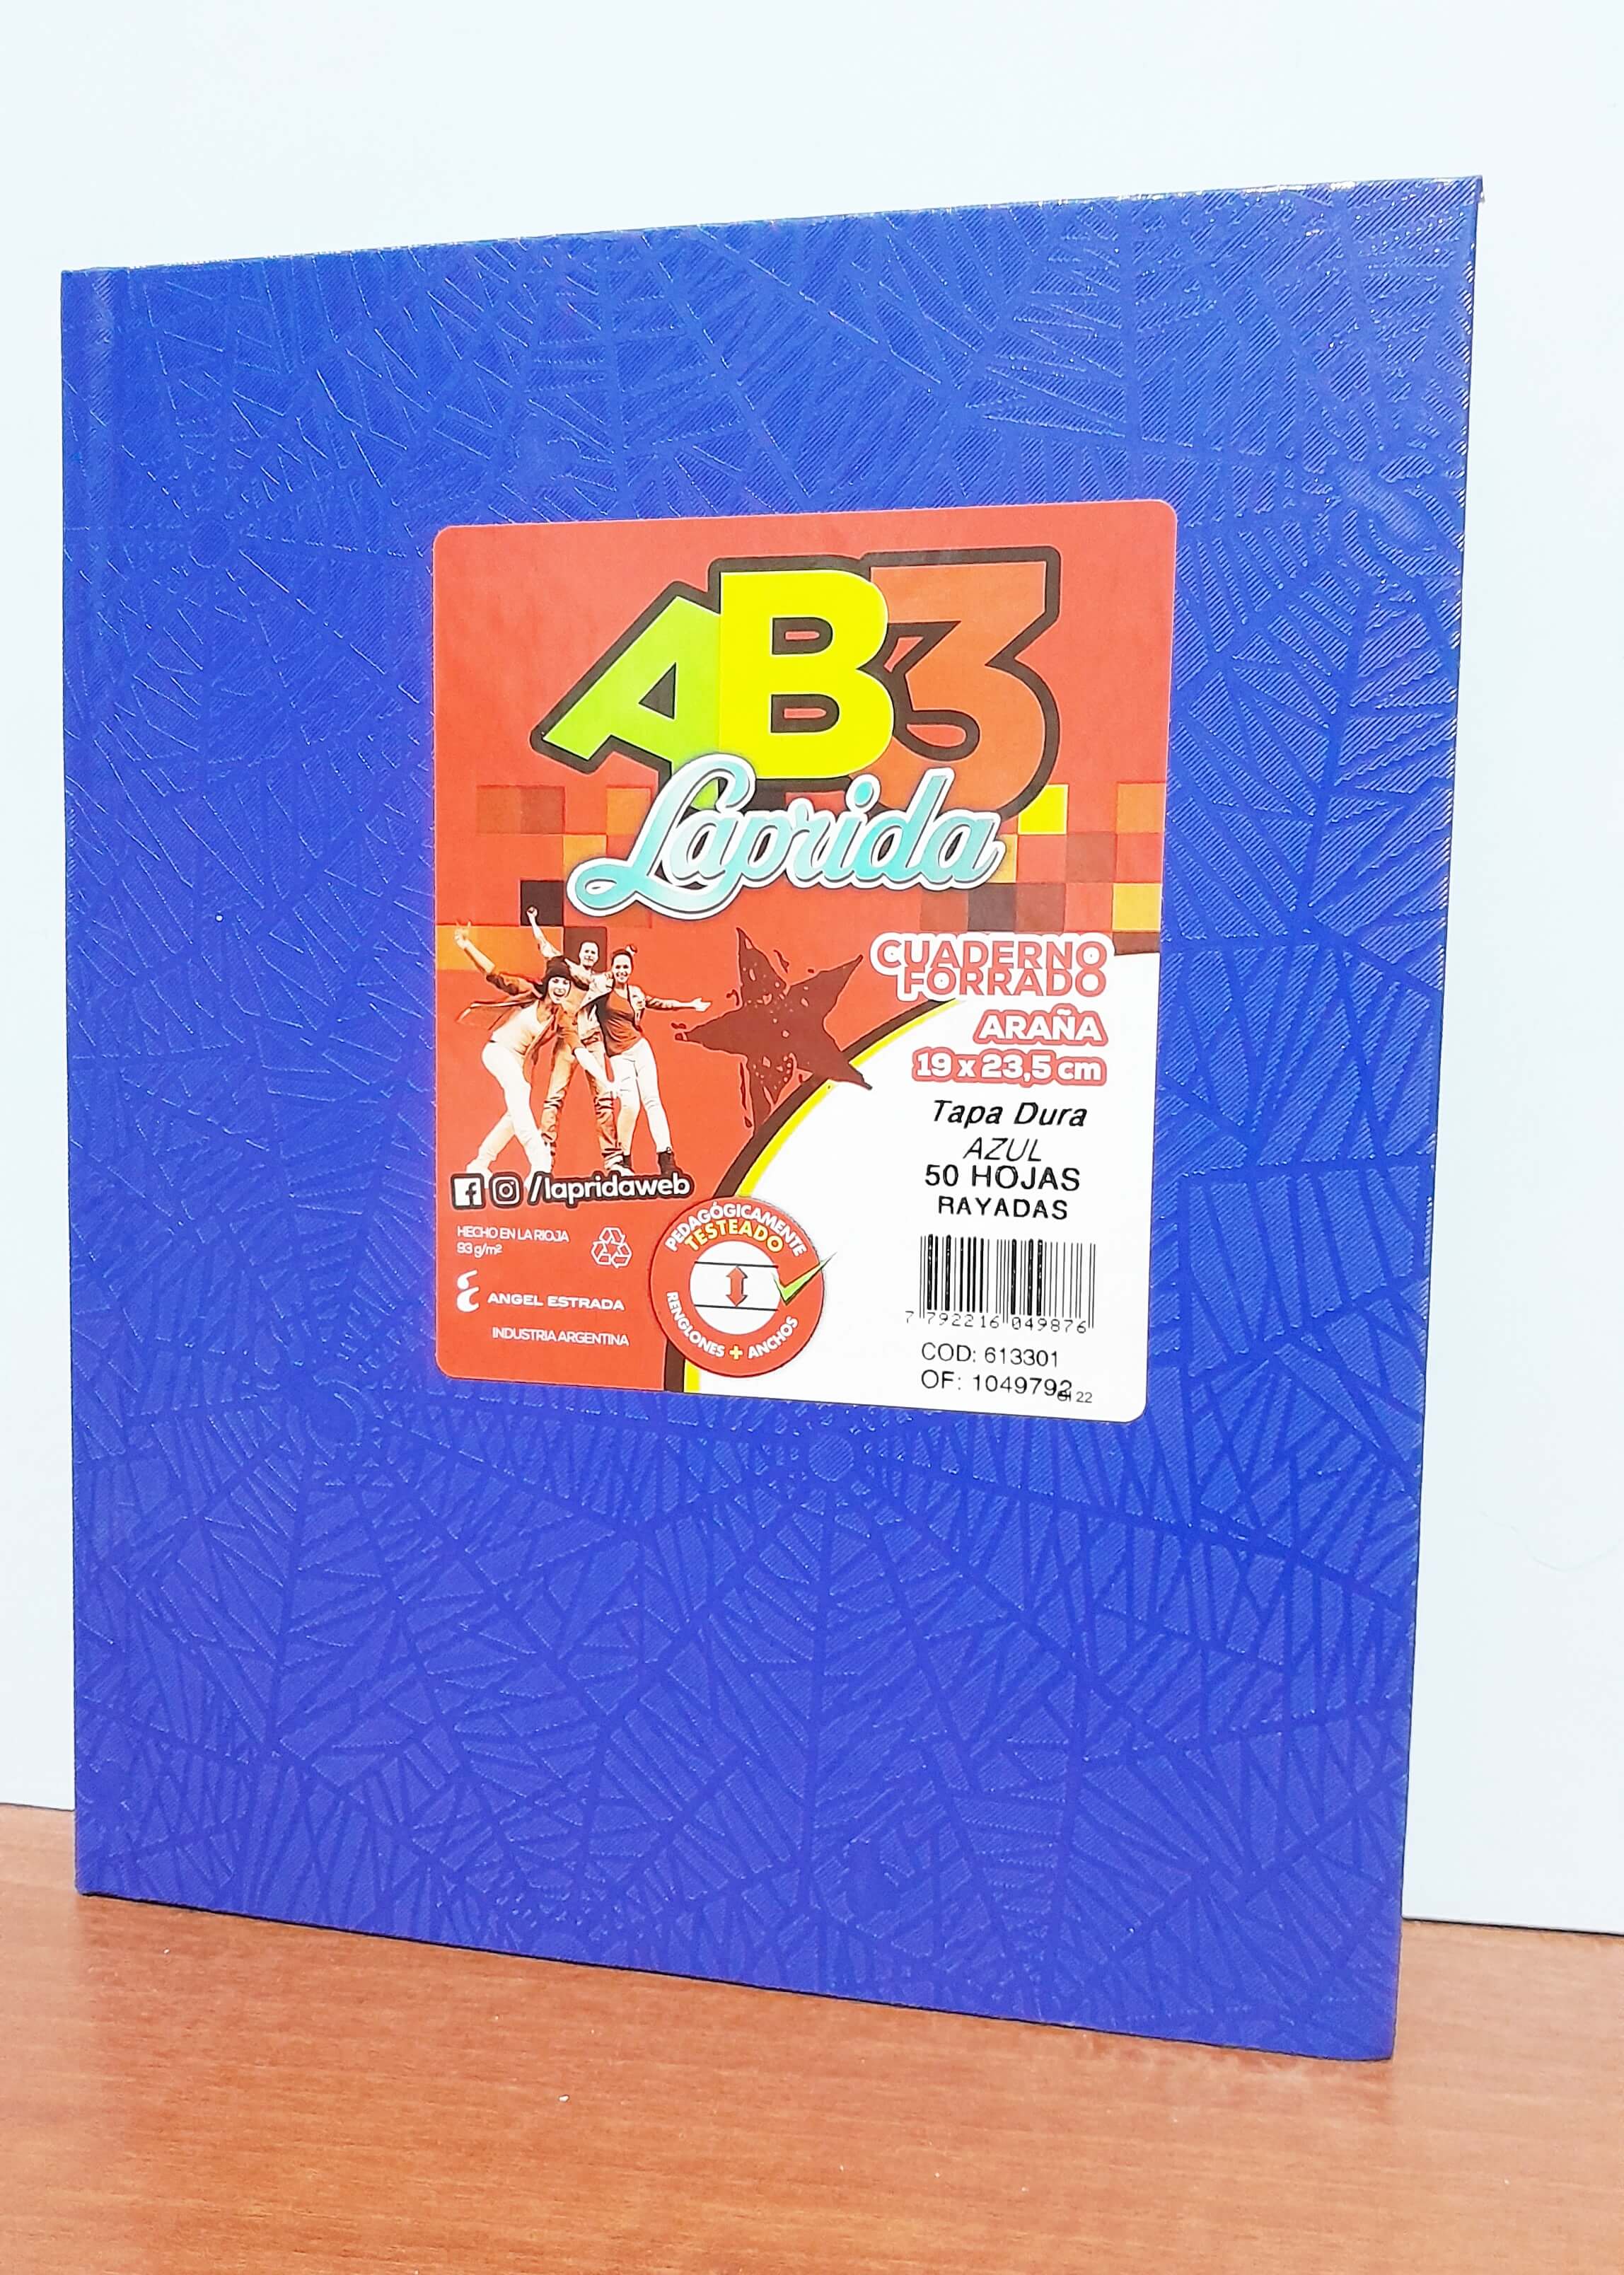 AB3
Laprida
CUADERNO
FORRADO
ARAÑA
19 x 23,5 cm
Tapa Dura
AZUL
50 HOJAS
RAYADAS
/lapridaweb
HECHO EN LA RIOJA
93 g/m²
ANGEL ESTRADA
INDUSTRIA ARGENTINA
PEDAGÓGICAMENTE
TESTEADO
RENGLONES + ANCHOS
7 792216 049876
COD: 613301
OF: 1049792
22